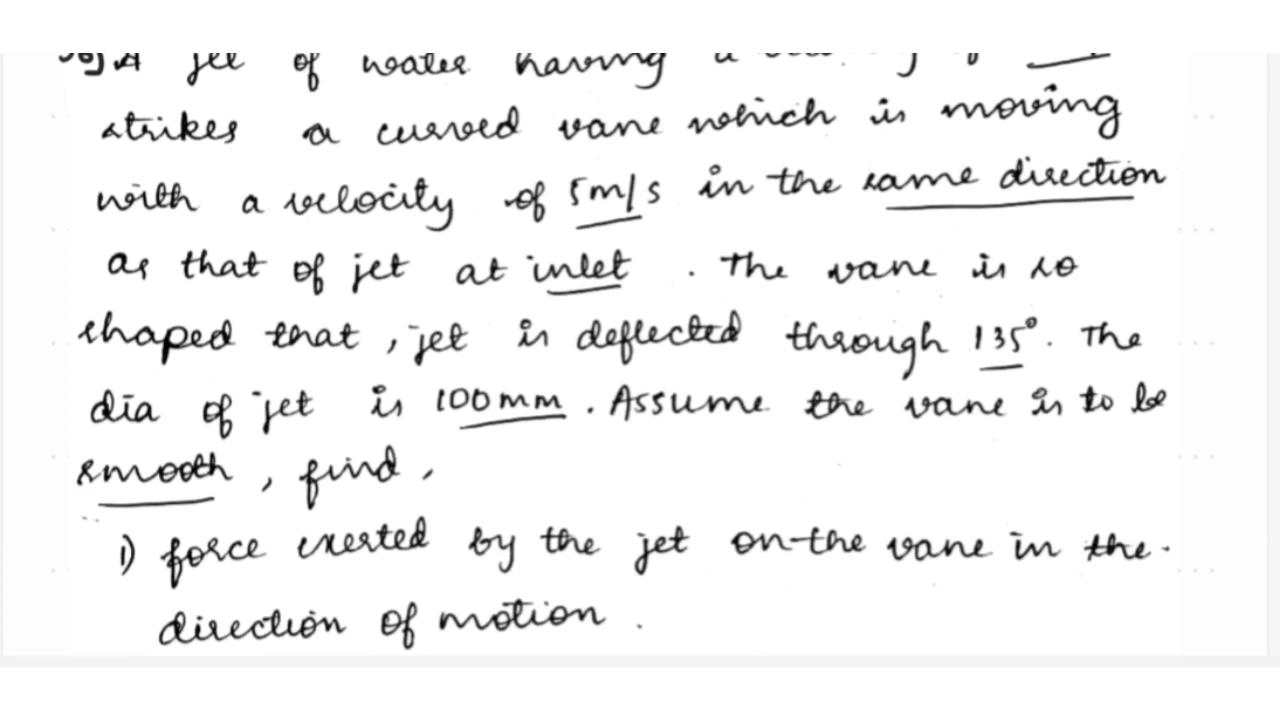 A jet of water having a
strikes a curved vane which is moving
with a velocity of 5m/s in the same direction
as that of jet at inlet . The vane is so
shaped that , jet is deflected through 135°. The
dia of jet is 100mm . Assume the vane is to be
smooth , find ,
i) force exerted by the jet on the vane in the
direction of motion .